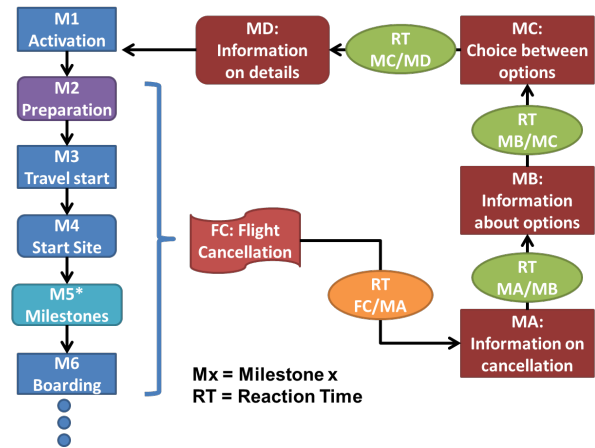 M1
Activation
M2
Preparation
M3
Travel start
M4
Start Site
M5*
Milestones
M6
Boarding
MD:
Information
on details
RT
MC/MD
MC:
Choice between
options
RT
MB/MC
MB:
Information
about options
RT
MA/MB
MA:
Information on
cancellation
FC: Flight
Cancellation
RT
FC/MA
Mx = Milestone x
RT = Reaction Time